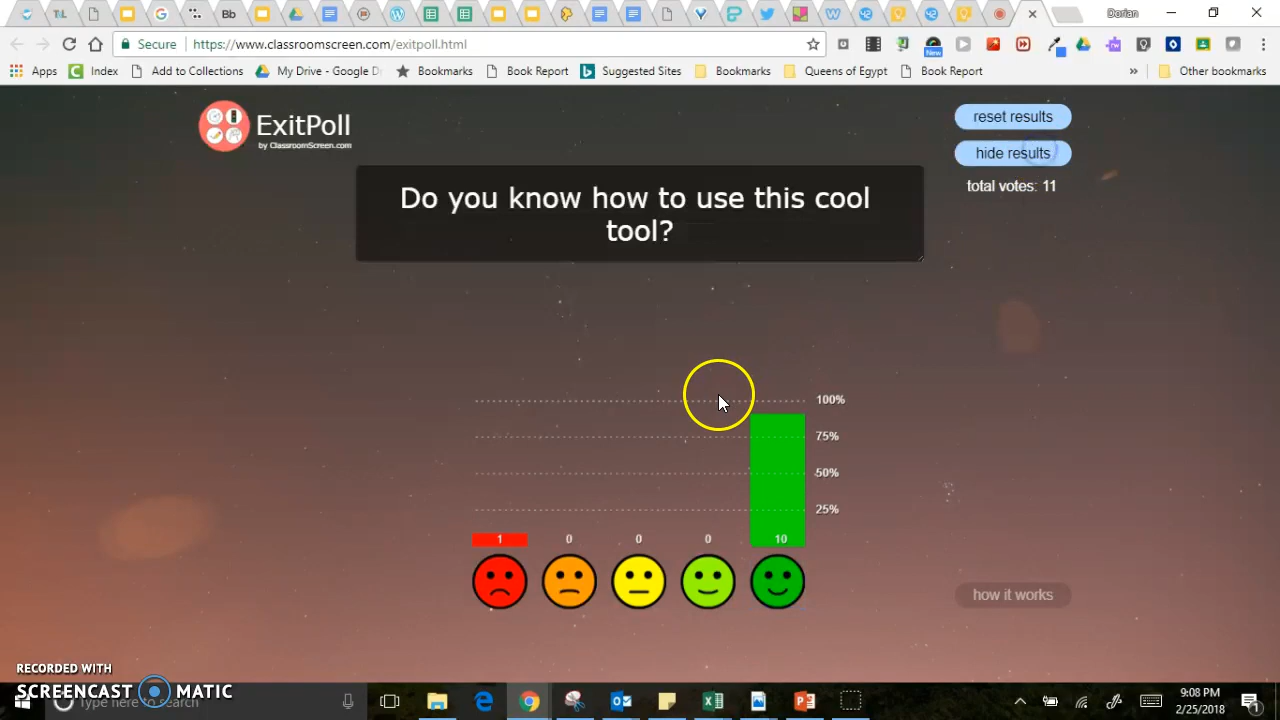 Dorian
Secure
https://www.classroomscreen.com/exitpoll.html
New
Apps
Index
Add to Collections
My Drive - Google D
Bookmarks
Book Report
Suggested Sites
Bookmarks
Queens of Egypt
Book Report
»
Other bookmarks
ExitPoll
by ClassroomScreen.com
reset results
hide results
total votes: 11
Do you know how to use this cool
tool?
100%
75%
50%
25%
1 0 0 0 10
how it works
RECORDED WITH
SCREENCAST MATIC
Type here to search
9:08 PM
2/25/2018